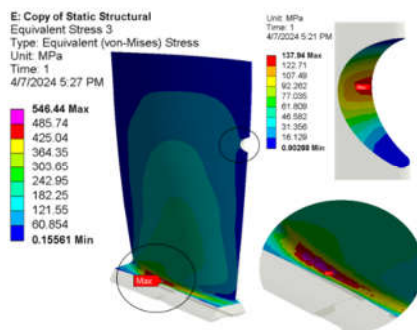 E: Copy of Static Structural
Equivalent Stress 3
Type: Equivalent (von-Mises) Stress
Unit: MPa
Time: 1
4/7/2024 5:27 PM
546.44 Max
485.74
425.04
364.35
303.65
242.95
182.25
121.55
60.854
0.15561 Min
Max
Unit: MPa
Time: 1
4/7/2024 5:21 PM
137.94 Max
122.71
107.49
92.262
77.035
61.809
46.582
31.356
16.129
0.90288 Min
Max